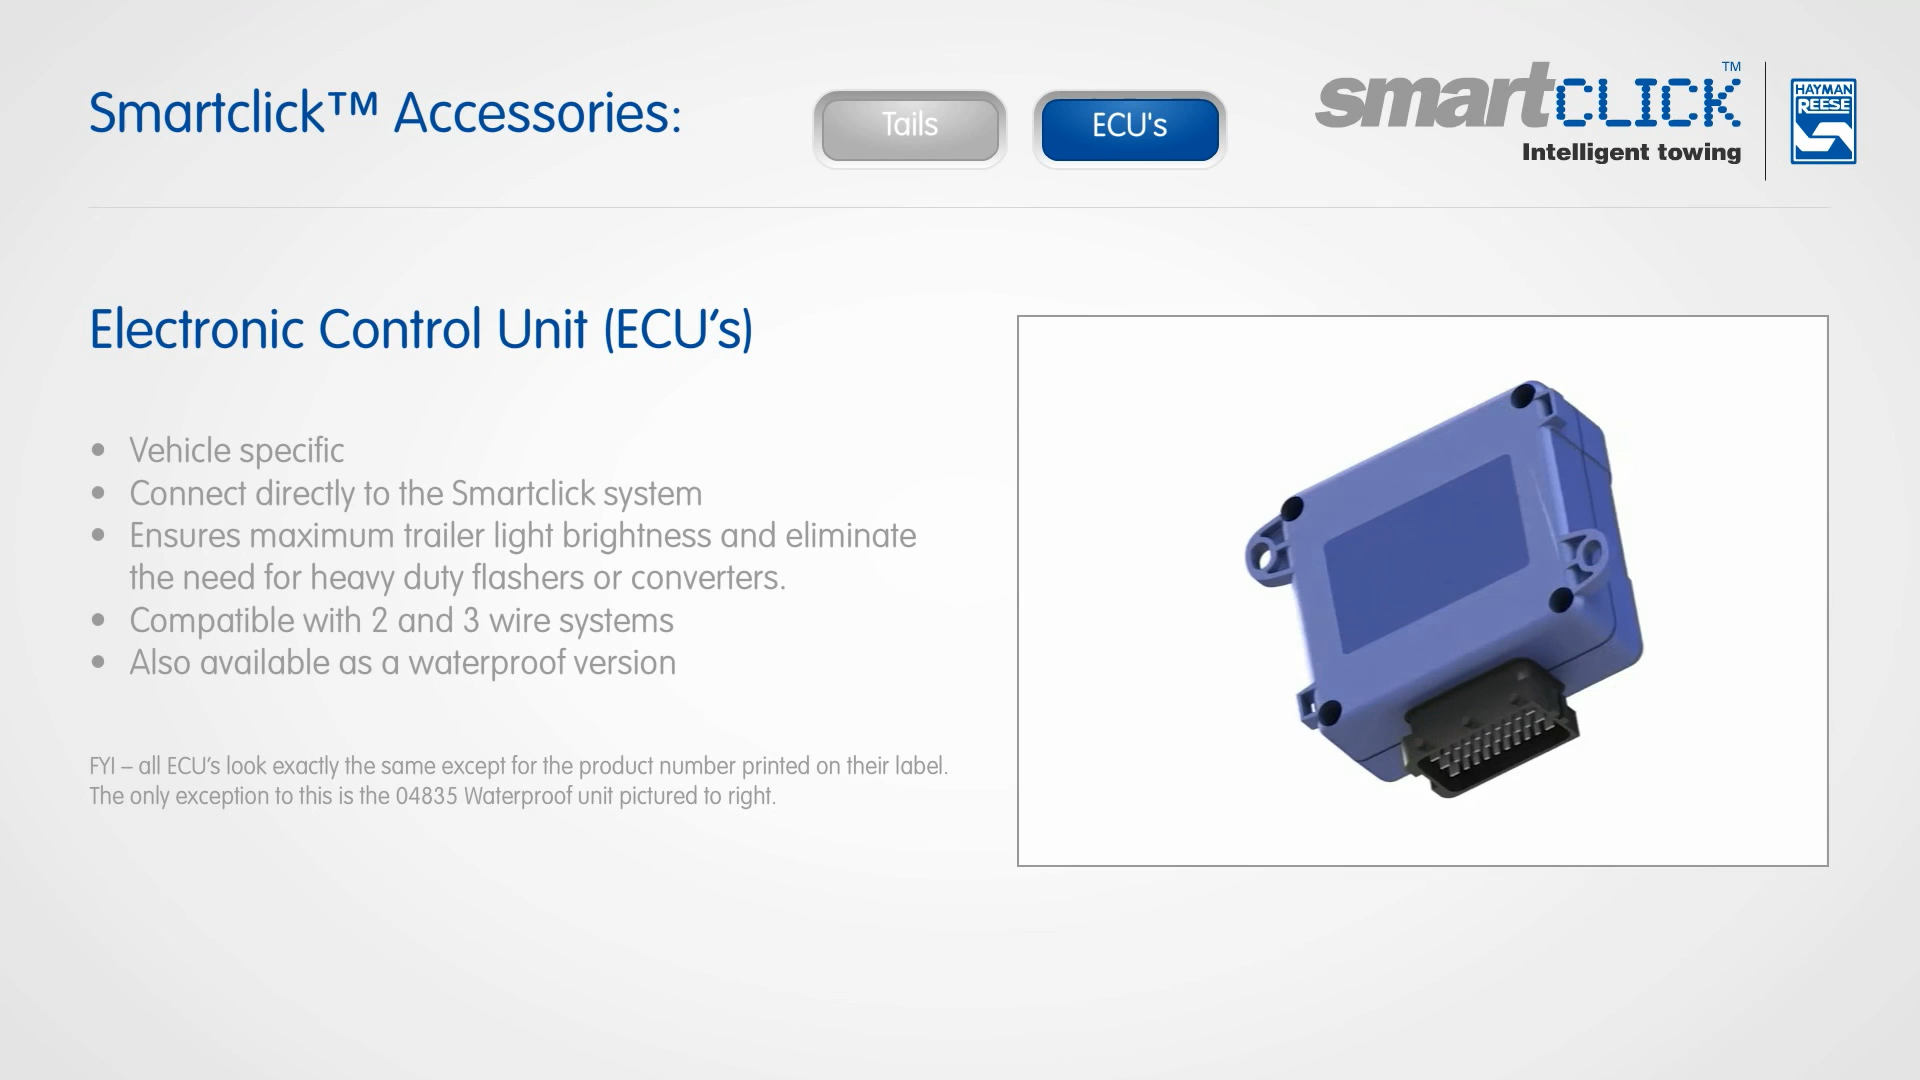 Smartclick™ Accessories:
Tails
ECU's
smartCLICK™
Intelligent towing
HAYMAN
REESE
Electronic Control Unit (ECU’s)
• Vehicle specific
• Connect directly to the Smartclick system
• Ensures maximum trailer light brightness and eliminate
the need for heavy duty flashers or converters.
• Compatible with 2 and 3 wire systems
• Also available as a waterproof version
FYI – all ECU’s look exactly the same except for the product number printed on their label.
The only exception to this is the 04835 Waterproof unit pictured to right.